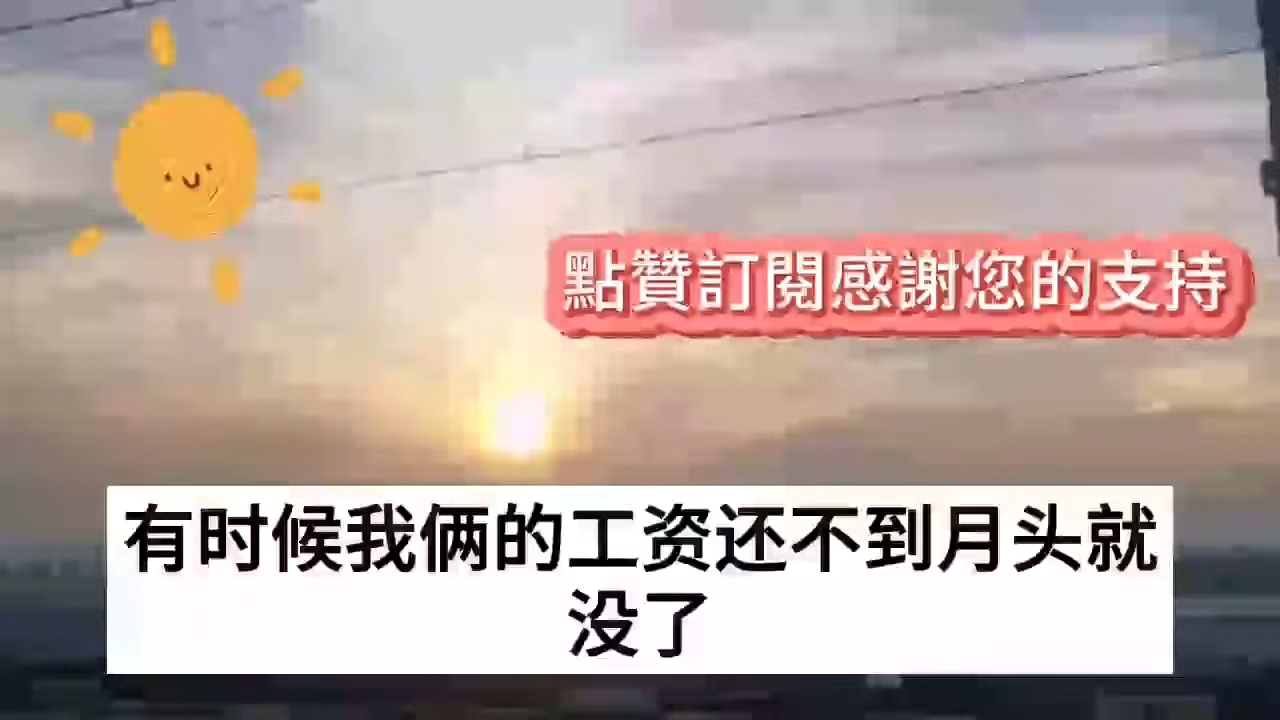 點贊訂閱感謝您的支持
有时候我俩的工资还不到月头就
没了